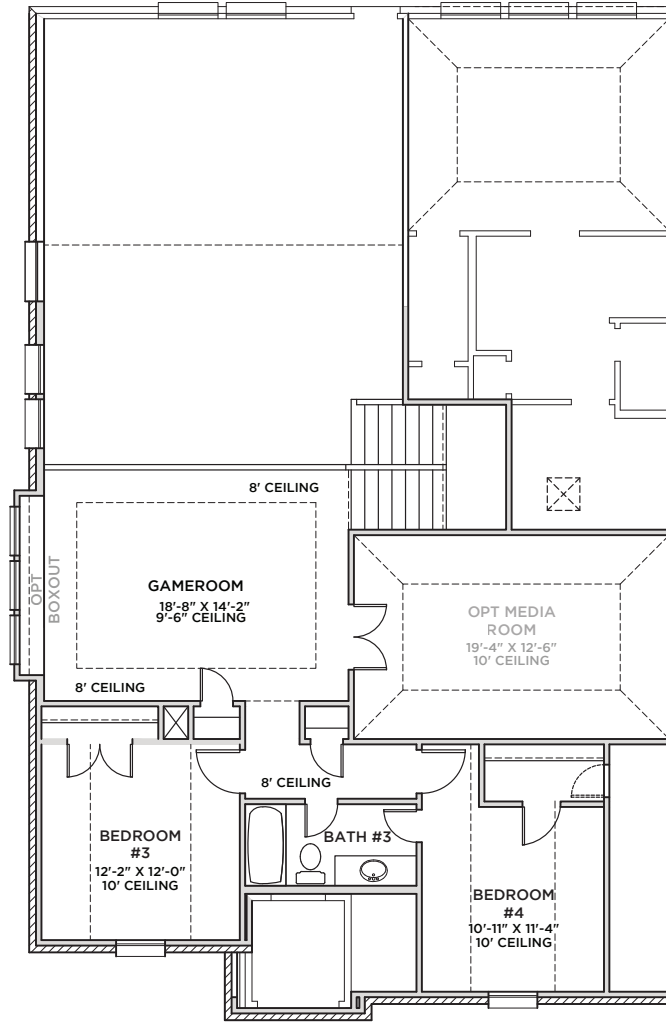 8' CEILING
GAMEROOM
18'-8" X 14'-2"
9'-6" CEILING
OPT
BOXOUT
8' CEILING
OPT MEDIA
ROOM
19'-4" X 12'-6"
10' CEILING
8' CEILING
BEDROOM
#3
12'-2" X 12'-0"
10' CEILING
BATH #3
BEDROOM
#4
10'-11" X 11'-4"
10' CEILING